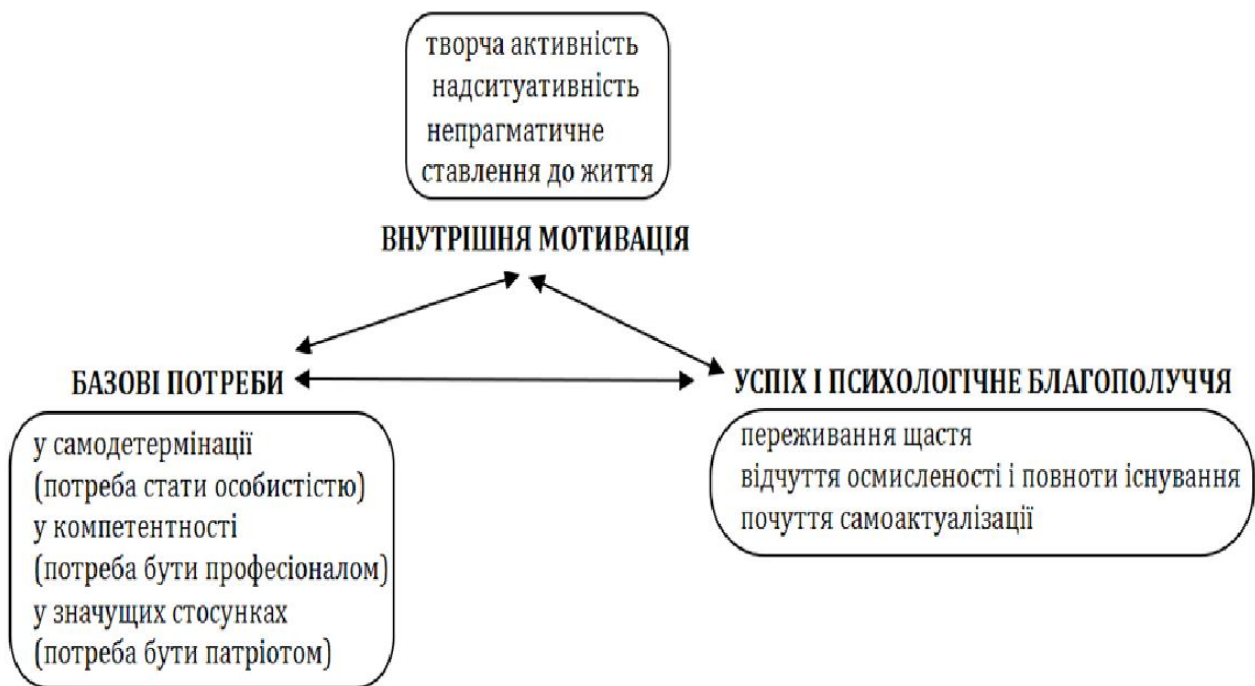 творча активність
надситуативність
непрагматичне
ставлення до життя
ВНУТРІШНЯ МОТИВАЦІЯ
БАЗОВІ ПОТРЕБИ
у самодетермінації
(потреба стати особистістю)
у компетентності
(потреба бути професіоналом)
у значущих стосунках
(потреба бути патріотом)
УСПІХ І ПСИХОЛОГІЧНЕ БЛАГОПОЛУЧЧЯ
переживання щастя
відчуття осмисленості і повноти існування
почуття самоактуалізації